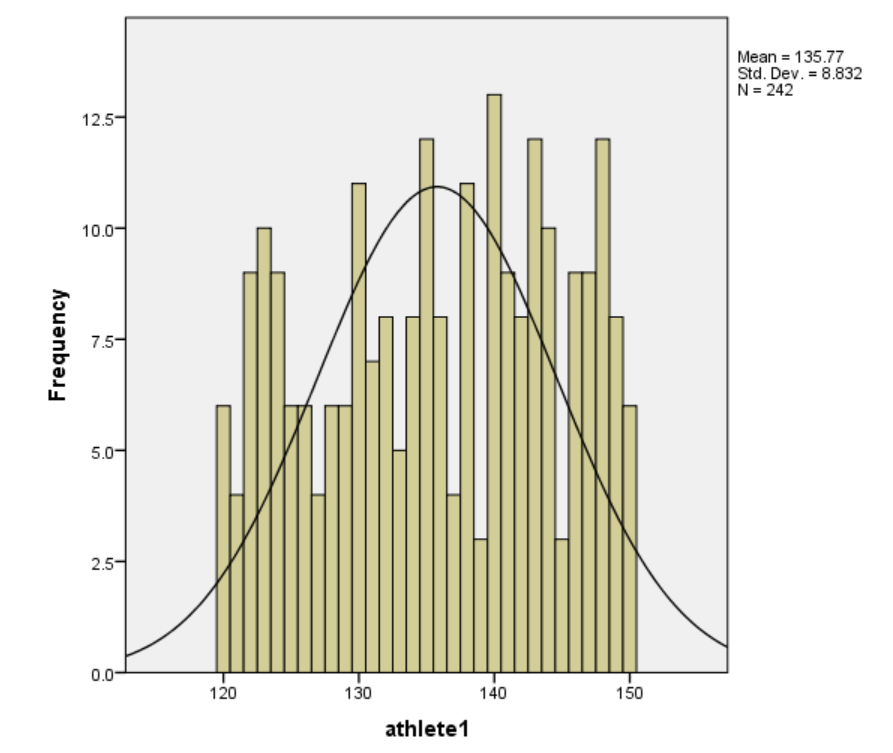 Mean = 135.77
Std. Dev. = 8.832
N = 242
Frequency
12.5
10.0
7.5
5.0
2.5
0.0
120 130 140 150
athlete1